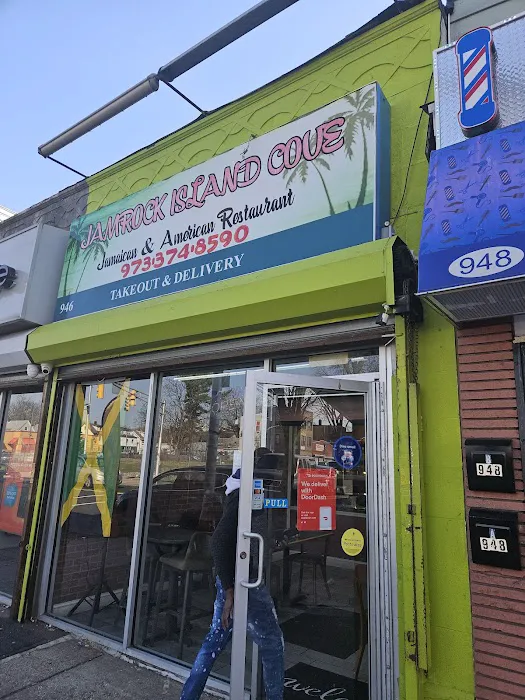 JAMROCK ISLAND COVE
Jamaican & American Restaurant
973-374-8590
946
TAKEOUT & DELIVERY
948
PULL
We deliver
with
DoorDash
948
948